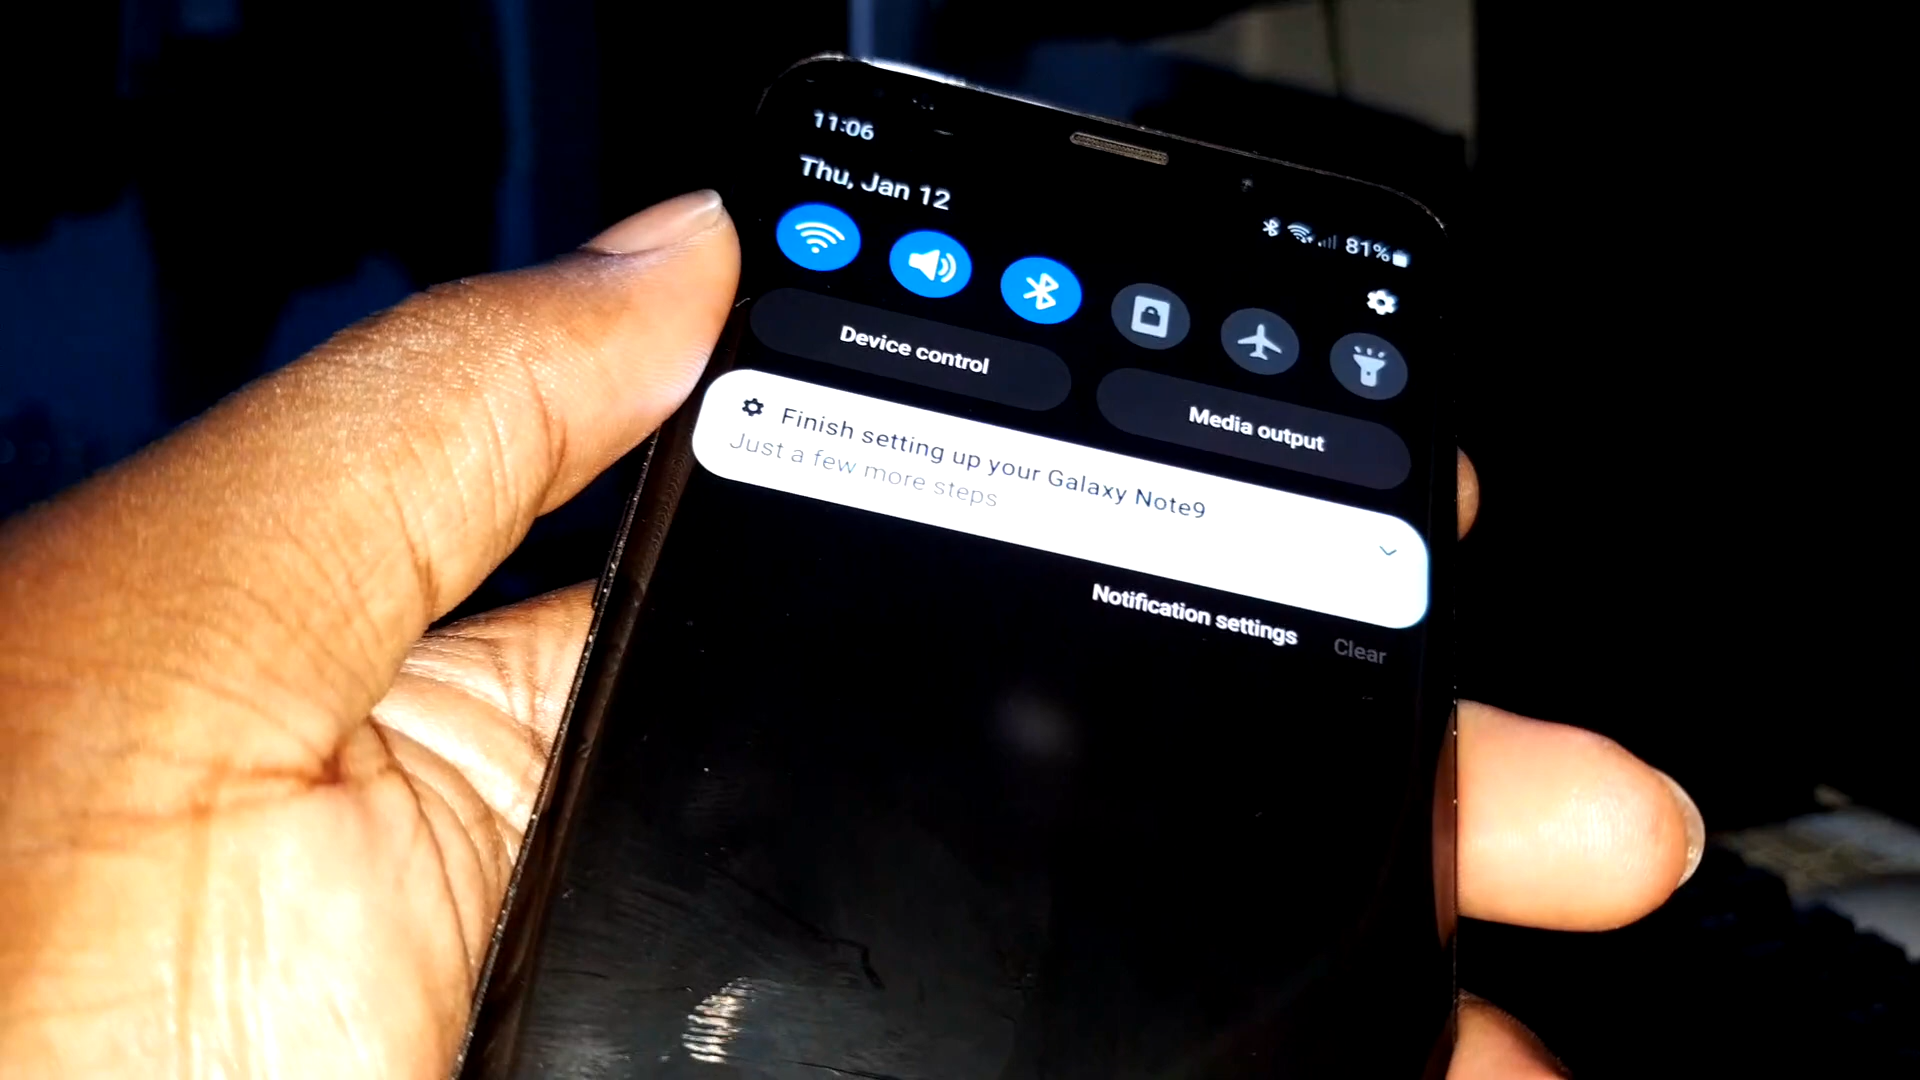 11:06
Thu, Jan 12
81%
Device control
Media output
Finish setting up your Galaxy Note9
Just a few more steps
Notification settings
Clear